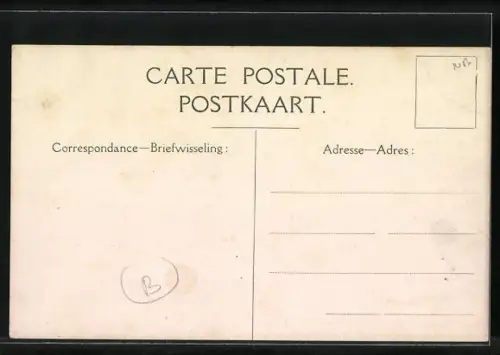 CARTE POSTALE.
POSTKAART.
Correspondance—Briefwisseling:
Adresse—Adres:
B